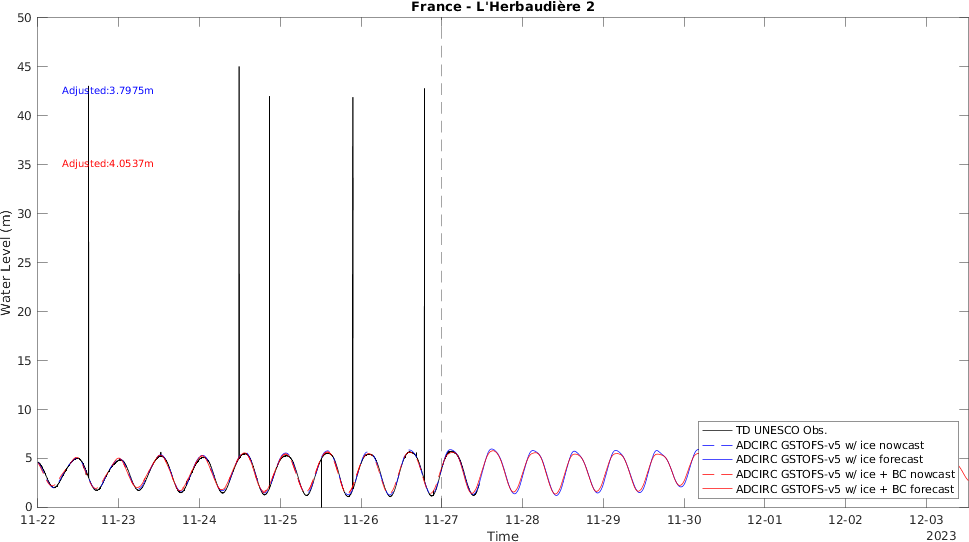 France - L'Herbaudière 2
50
45
40
35
30
25
20
15
10
5
0
Water Level (m)
Adjusted:3.7975m
Adjusted:4.0537m
TD UNESCO Obs.
ADCIRC GSTOFS-v5 w/ ice nowcast
ADCIRC GSTOFS-v5 w/ ice forecast
ADCIRC GSTOFS-v5 w/ ice + BC nowcast
ADCIRC GSTOFS-v5 w/ ice + BC forecast
11-22 11-23 11-24 11-25 11-26 11-27 11-28 11-29 11-30 12-01 12-02 12-03
2023
Time